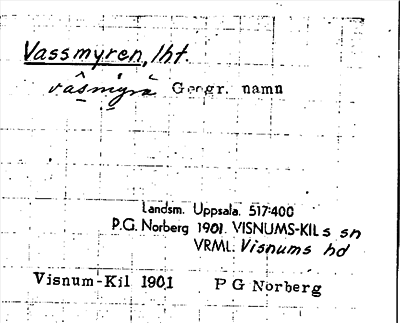 Vassmyren, lht.
våsmyra Geogr. namn
Landsm. Uppsala. 517:400
P.G. Norberg 1901. VISNUMS-KIL s sn
VRML. Visnums hd
Visnum-Kil 1901 P G Norberg